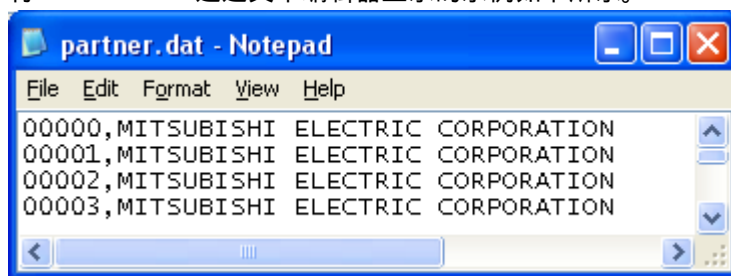 partner.dat - Notepad
File Edit Format View Help
00000,MITSUBISHI ELECTRIC CORPORATION
00001,MITSUBISHI ELECTRIC CORPORATION
00002,MITSUBISHI ELECTRIC CORPORATION
00003,MITSUBISHI ELECTRIC CORPORATION